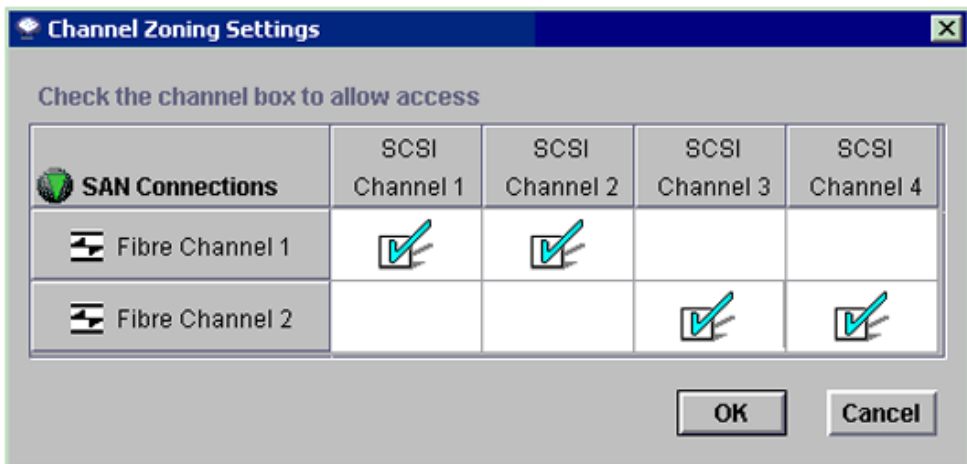 Channel Zoning Settings
Check the channel box to allow access
SAN Connections
SCSI Channel 1
SCSI Channel 2
SCSI Channel 3
SCSI Channel 4
Fibre Channel 1
Fibre Channel 2
OK
Cancel